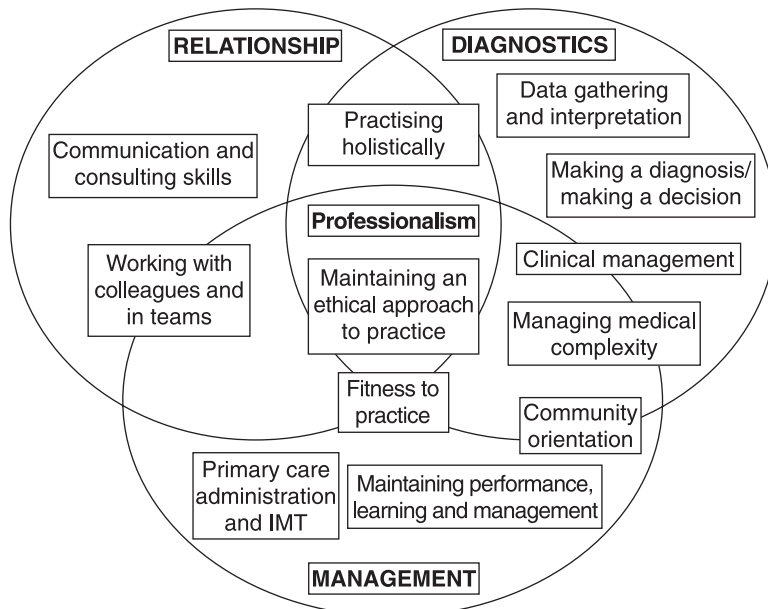 RELATIONSHIP
DIAGNOSTICS
Data gathering
and interpretation
Practising
holistically
Communication and
consulting skills
Making a diagnosis/
making a decision
Professionalism
Clinical management
Working with
colleagues and
in teams
Maintaining an
ethical approach
to practice
Managing medical
complexity
Fitness to
practice
Community
orientation
Primary care
administration
and IMT
Maintaining performance,
learning and management
MANAGEMENT